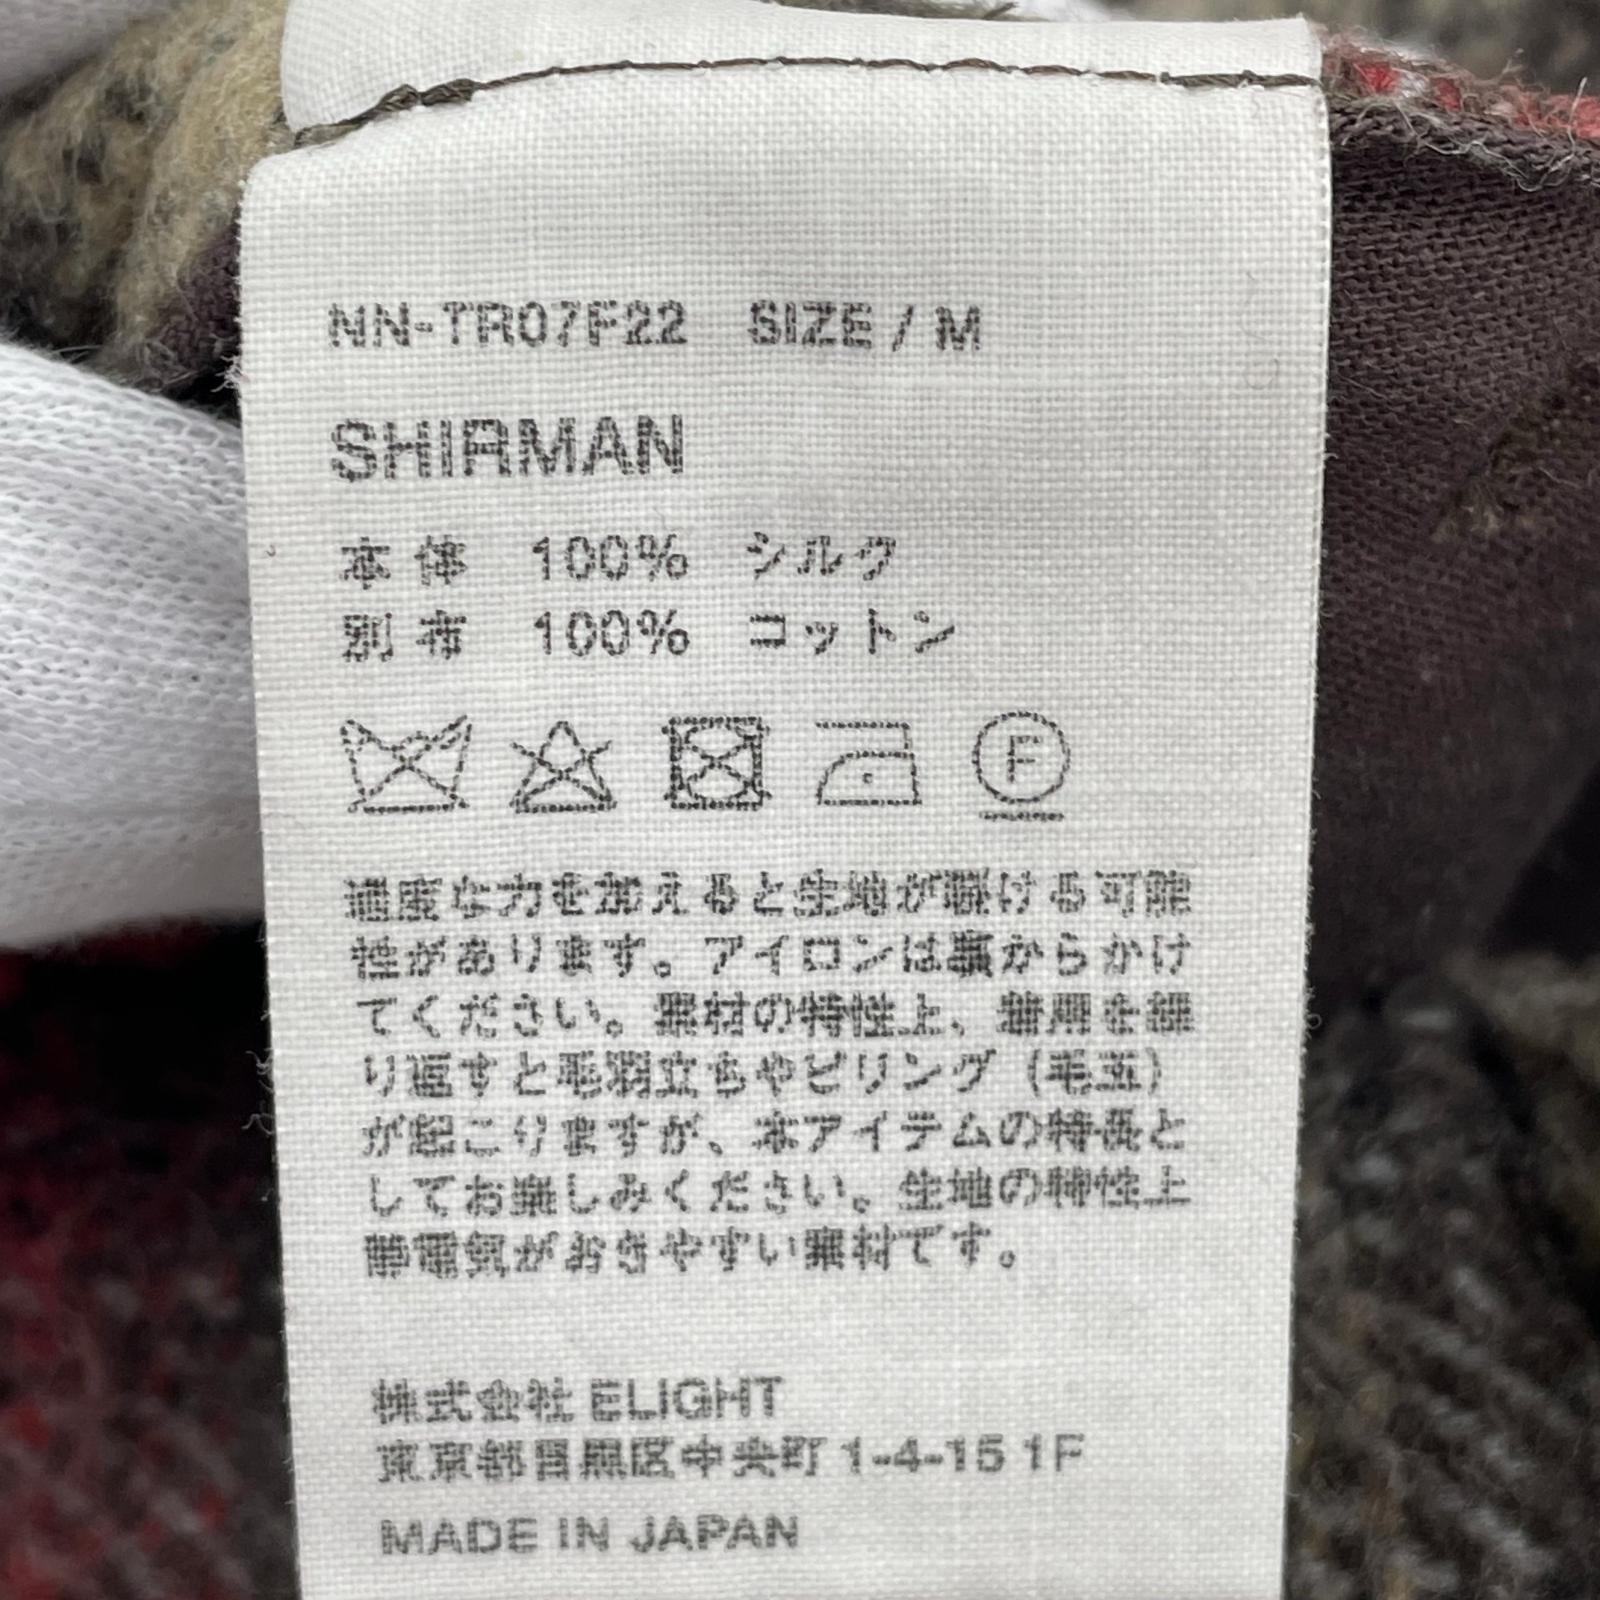 NN-TR07F22 SIZE / M
SHIRMAN
本 体 100% シルク
別 布 100% コットン
F
過度な力を加えると生地が裂ける可能
性があります。アイロンは裏からかけ
てください。素材の特性上、着用を繰
り返すと毛羽立ちやピリング（毛玉）
が起こりますが、本アイテムの特長と
してお楽しみください。生地の特性上
静電気がおきやすい素材です。
株式会社 ELIGHT
東京都目黒区中央町 1-4-15 1F
MADE IN JAPAN